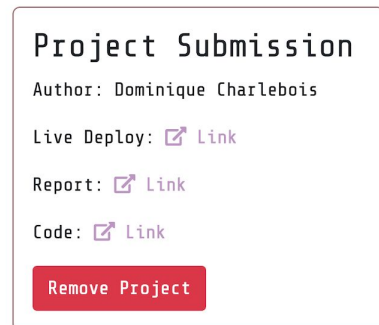 Project Submission
Author: Dominique Charlebois
Live Deploy: Link
Report: Link
Code: Link
Remove Project